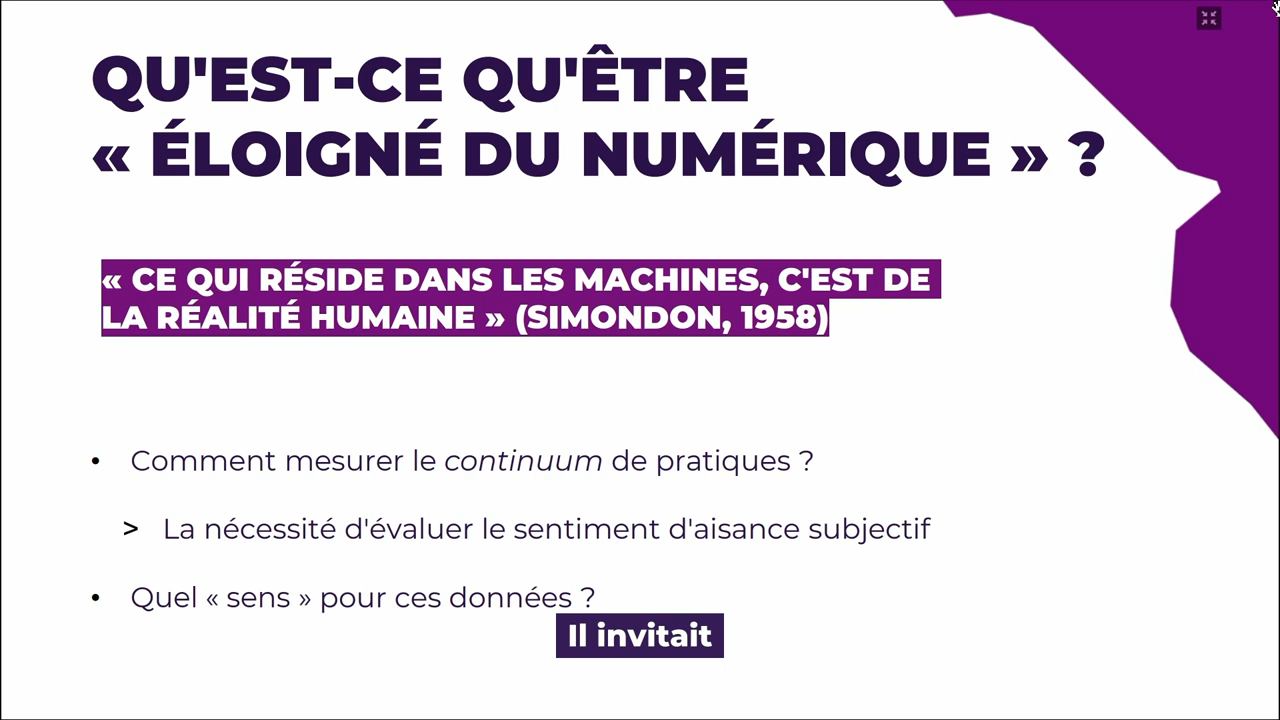 QU'EST-CE QU'ÊTRE
« ÉLOIGNÉ DU NUMÉRIQUE » ?
« CE QUI RÉSIDE DANS LES MACHINES, C'EST DE
LA RÉALITÉ HUMAINE » (SIMONDON, 1958)
• Comment mesurer le continuum de pratiques ?
> La nécessité d'évaluer le sentiment d'aisance subjectif
• Quel « sens » pour ces données ?
Il invitait